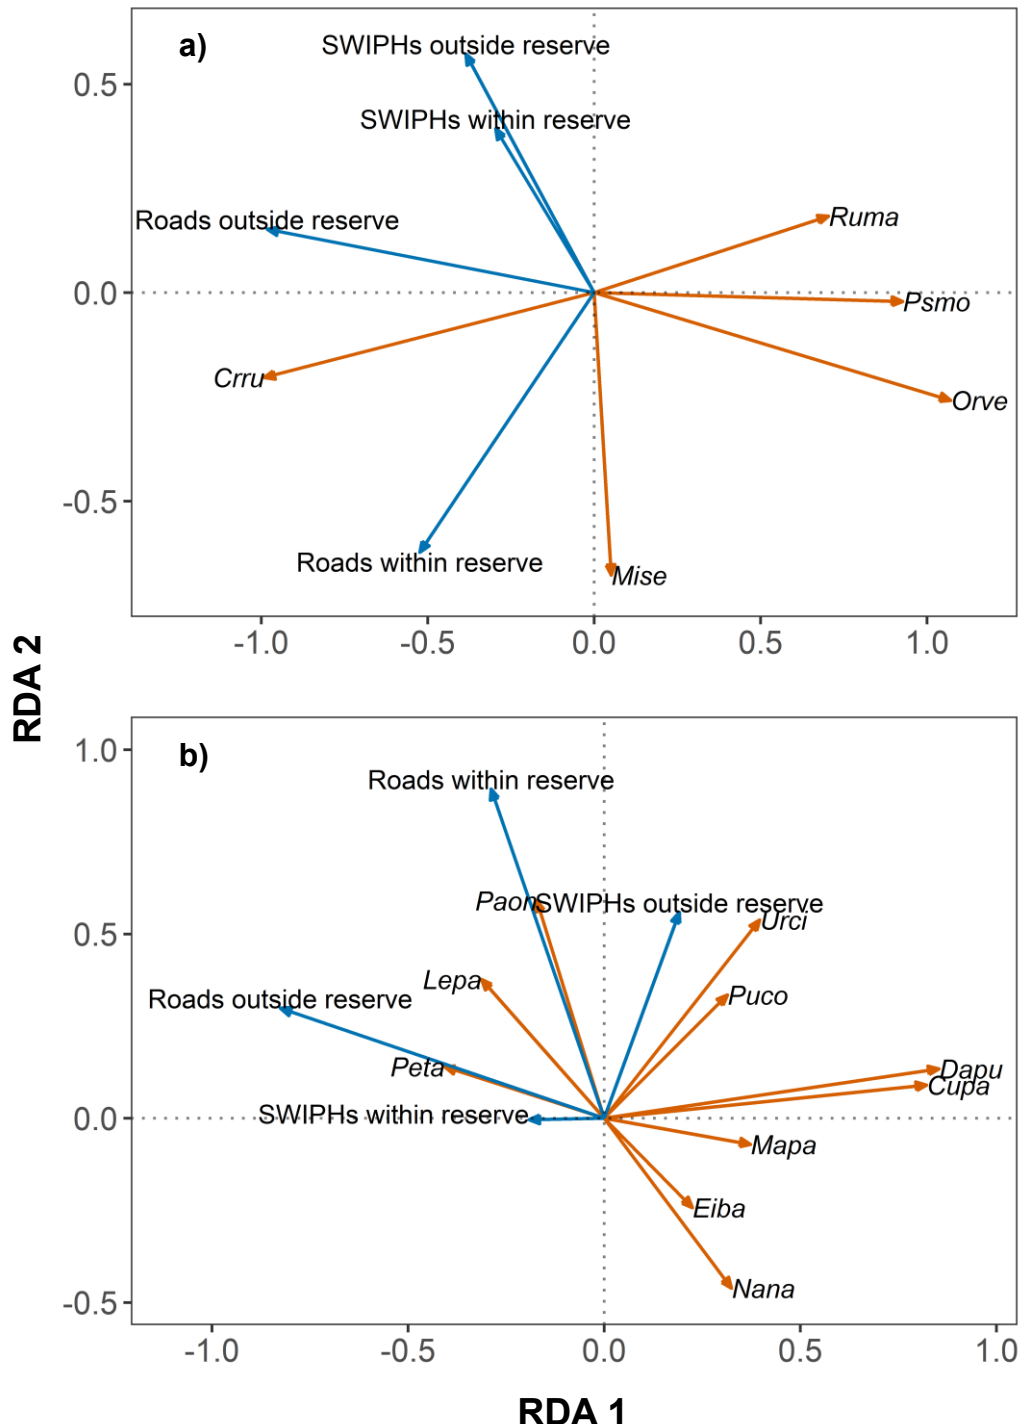 a)
SWIPHs outside reserve
0.5
SWIPHs within reserve
Roads outside reserve
Ruma
0.0
Psmo
Crru
Orve
-0.5
Roads within reserve
Mise
-1.0 -0.5 0.0 0.5 1.0
RDA 2
b)
1.0
Roads within reserve
Paon
SWIPHs outside reserve
0.5
Urci
Lepa
Puco
Roads outside reserve
Peta
Dapu
Cupa
SWIPHs within reserve
0.0
Mapa
Eiba
Nana
-0.5
-1.0 -0.5 0.0 0.5 1.0
RDA 1